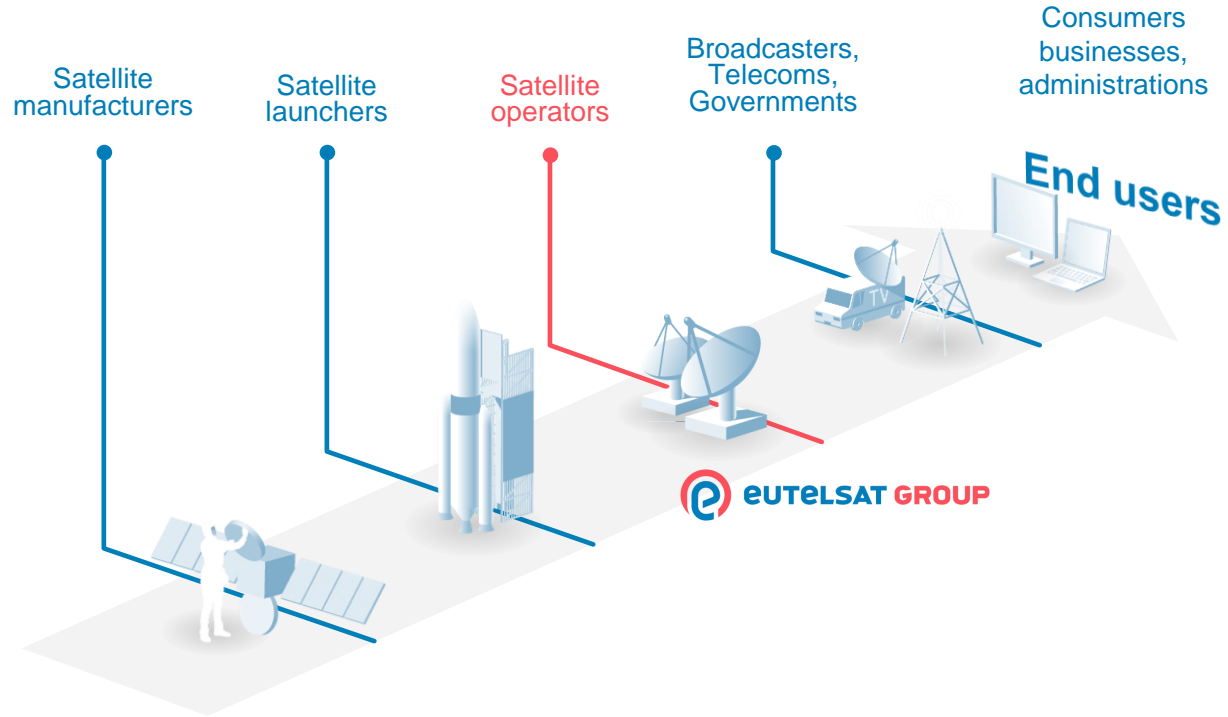 Satellite
manufacturers
Satellite
launchers
Satellite
operators
Broadcasters,
Telecoms,
Governments
Consumers
businesses,
administrations
End users
TV
eutelsat GROUP